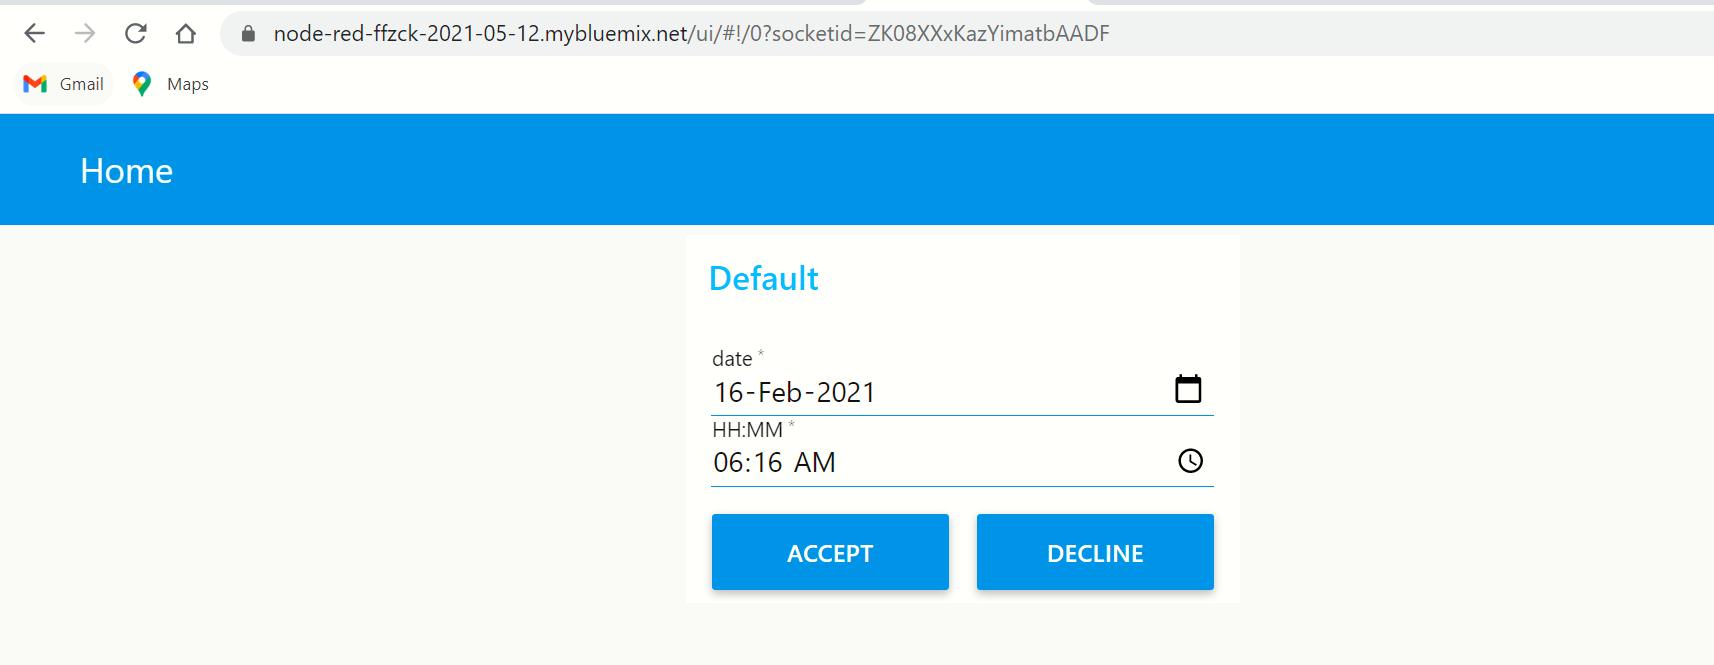 node-red-ffzck-2021-05-12.mybluemix.net/ui/#!/0?socketid=ZK08XXxKazYimatbAADF
Gmail Maps
Home
Default
date *
16-Feb-2021
HH:MM *
06:16 AM
ACCEPT DECLINE